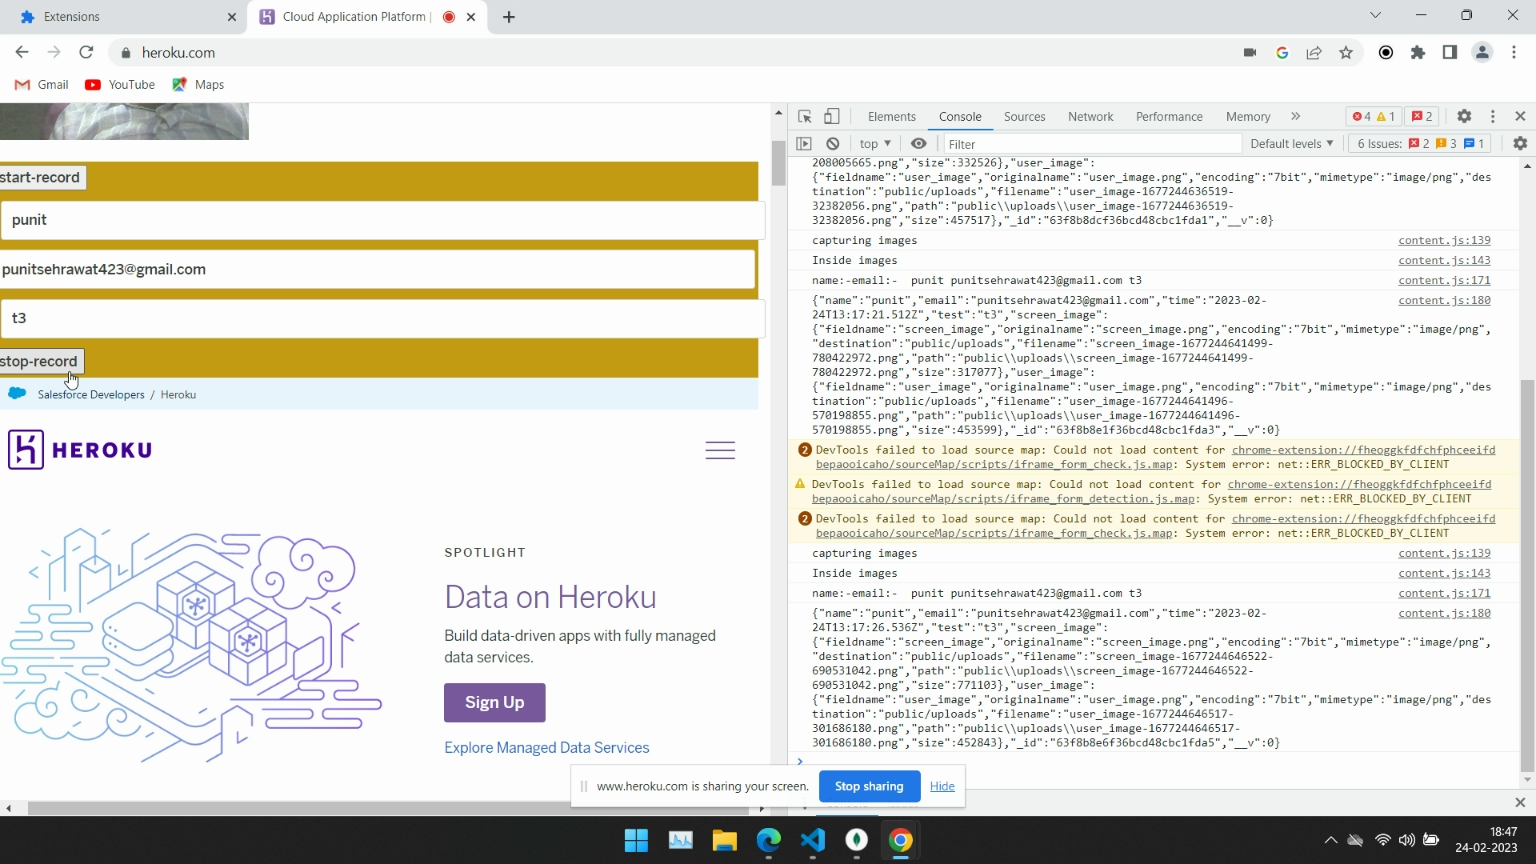 Extensions
Cloud Application Platform |
heroku.com
Gmail
YouTube
Maps
start-record
punit
punitsehrawat423@gmail.com
t3
stop-record
Salesforce Developers / Heroku
HEROKU
SPOTLIGHT
Data on Heroku
Build data-driven apps with fully managed
data services.
Sign Up
Explore Managed Data Services
Elements Console Sources Network Performance Memory » 4 1 2
top ▼ Filter Default levels ▼ 6 Issues: 2 3 1
208005665.png","size":332526},"user_image":
{"fieldname":"user_image","originalname":"user_image.png","encoding":"7bit","mimetype":"image/png","des
tination":"public/uploads","filename":"user_image-1677244636519-
32382056.png","path":"public\\uploads\\user_image-1677244636519-
32382056.png","size":457517},"_id":"63f8b8dcf36bcd48cbc1fda1","__v":0}
capturing images content.js:139
Inside images content.js:143
name:-email:- punit punitsehrawat423@gmail.com t3 content.js:171
{"name":"punit","email":"punitsehrawat423@gmail.com","time":"2023-02- content.js:180
24T13:17:21.512Z","test":"t3","screen_image":
{"fieldname":"screen_image","originalname":"screen_image.png","encoding":"7bit","mimetype":"image/png",
"destination":"public/uploads","filename":"screen_image-1677244641499-
780422972.png","path":"public\\uploads\\screen_image-1677244641499-
780422972.png","size":317077},"user_image":
{"fieldname":"user_image","originalname":"user_image.png","encoding":"7bit","mimetype":"image/png","des
tination":"public/uploads","filename":"user_image-1677244641496-
570198855.png","path":"public\\uploads\\user_image-1677244641496-
570198855.png","size":453599},"_id":"63f8b8e1f36bcd48cbc1fda3","__v":0}
2 DevTools failed to load source map: Could not load content for chrome-extension://fheoggkfdfchfphceeifd
bepaooicaho/sourceMap/scripts/iframe_form_check.js.map: System error: net::ERR_BLOCKED_BY_CLIENT
DevTools failed to load source map: Could not load content for chrome-extension://fheoggkfdfchfphceeifd
bepaooicaho/sourceMap/scripts/iframe_form_detection.js.map: System error: net::ERR_BLOCKED_BY_CLIENT
2 DevTools failed to load source map: Could not load content for chrome-extension://fheoggkfdfchfphceeifd
bepaooicaho/sourceMap/scripts/iframe_form_check.js.map: System error: net::ERR_BLOCKED_BY_CLIENT
capturing images content.js:139
Inside images content.js:143
name:-email:- punit punitsehrawat423@gmail.com t3 content.js:171
{"name":"punit","email":"punitsehrawat423@gmail.com","time":"2023-02- content.js:180
24T13:17:26.536Z","test":"t3","screen_image":
{"fieldname":"screen_image","originalname":"screen_image.png","encoding":"7bit","mimetype":"image/png",
"destination":"public/uploads","filename":"screen_image-1677244646522-
690531042.png","path":"public\\uploads\\screen_image-1677244646522-
690531042.png","size":771103},"user_image":
{"fieldname":"user_image","originalname":"user_image.png","encoding":"7bit","mimetype":"image/png","des
tination":"public/uploads","filename":"user_image-1677244646517-
301686180.png","path":"public\\uploads\\user_image-1677244646517-
301686180.png","size":452843},"_id":"63f8b8e6f36bcd48cbc1fda5","__v":0}
www.heroku.com is sharing your screen. Stop sharing Hide
18:47
24-02-2023